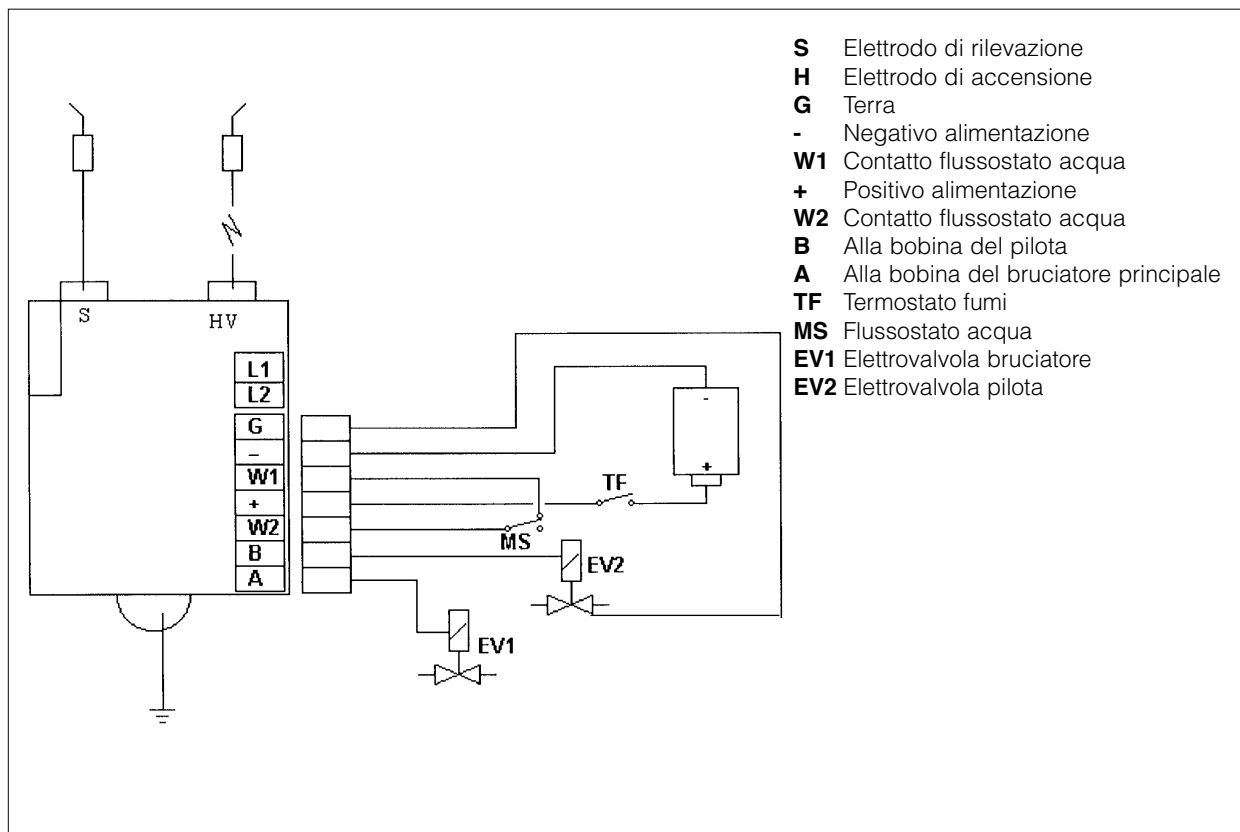 S Elettrodo di rilevazione
H Elettrodo di accensione
G Terra
- Negativo alimentazione
W1 Contatto flussostato acqua
+ Positivo alimentazione
W2 Contatto flussostato acqua
B Alla bobina del pilota
A Alla bobina del bruciatore principale
TF Termostato fumi
MS Flussostato acqua
EV1 Elettrovalvola bruciatore
EV2 Elettrovalvola pilota
S
HV
L1
L2
G
–
W1
+
W2
B
A
-
+
TF
MS
EV2
EV1